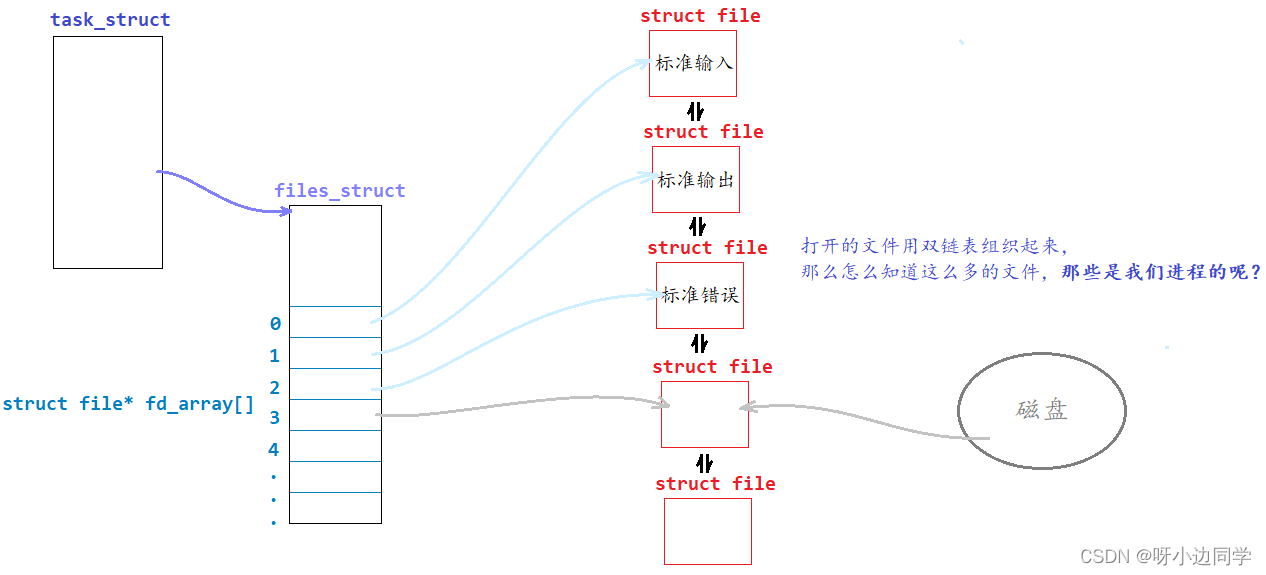 task_struct
struct file
标准输入
struct file
标准输出
files_struct
struct file
标准错误
打开的文件用双链表组织起来，
那么怎么知道这么多的文件，那些是我们进程的呢？
0
1
2
struct file* fd_array[]
3
4
.
.
.
struct file
磁盘
struct file
CSDN @呀小边同学